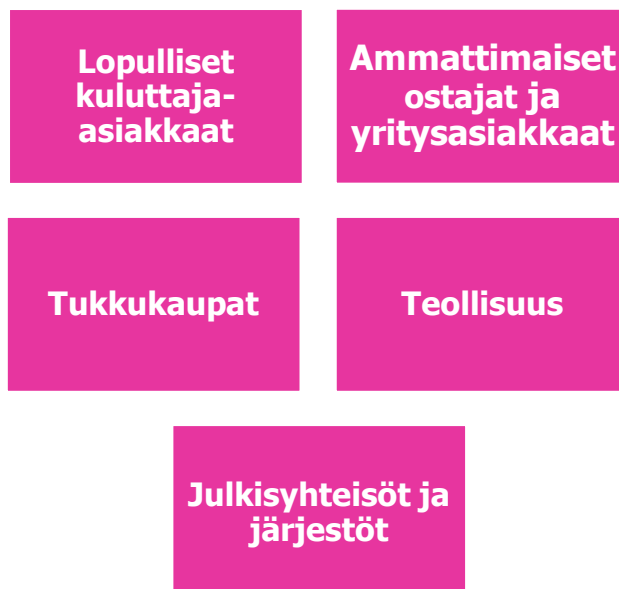 Lopulliset
kuluttaja-
asiakkaat
Ammattimaiset
ostajat ja
yritysasiakkaat
Tukkukaupat
Teollisuus
Julkisyhteisöt ja
järjestöt